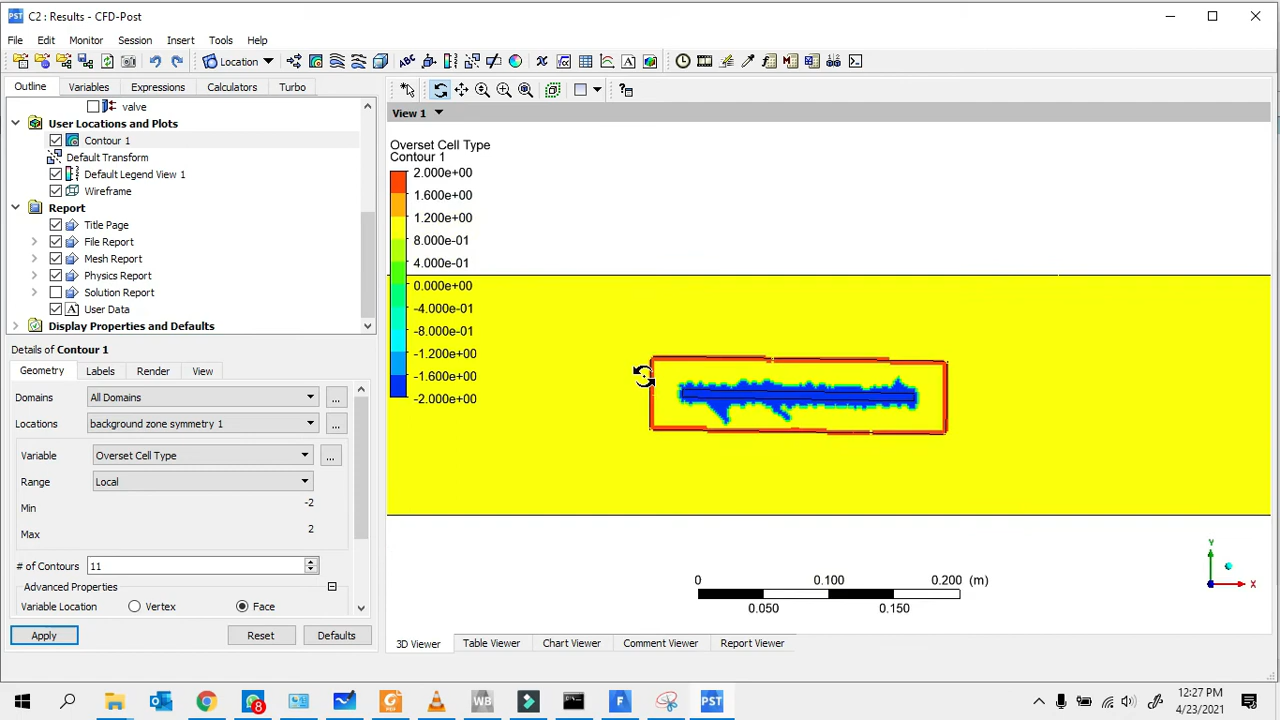 C2 : Results - CFD-Post
File Edit Monitor Session Insert Tools Help
Location
Outline Variables Expressions Calculators Turbo
valve
User Locations and Plots
Contour 1
Default Transform
Default Legend View 1
Wireframe
Report
Title Page
File Report
Mesh Report
Physics Report
Solution Report
User Data
Display Properties and Defaults
Details of Contour 1
Geometry Labels Render View
Domains All Domains ...
Locations background zone symmetry 1 ...
Variable Overset Cell Type ...
Range Local
Min -2
Max 2
# of Contours 11
Advanced Properties
Variable Location Vertex Face
Apply Reset Defaults
View 1
Overset Cell Type
Contour 1
2.000e+00
1.600e+00
1.200e+00
8.000e-01
4.000e-01
0.000e+00
-4.000e-01
-8.000e-01
-1.200e+00
-1.600e+00
-2.000e+00
Y
X
0 0.100 0.200 (m)
0.050 0.150
3D Viewer Table Viewer Chart Viewer Comment Viewer Report Viewer
8 WB F PST
12:27 PM
4/23/2021